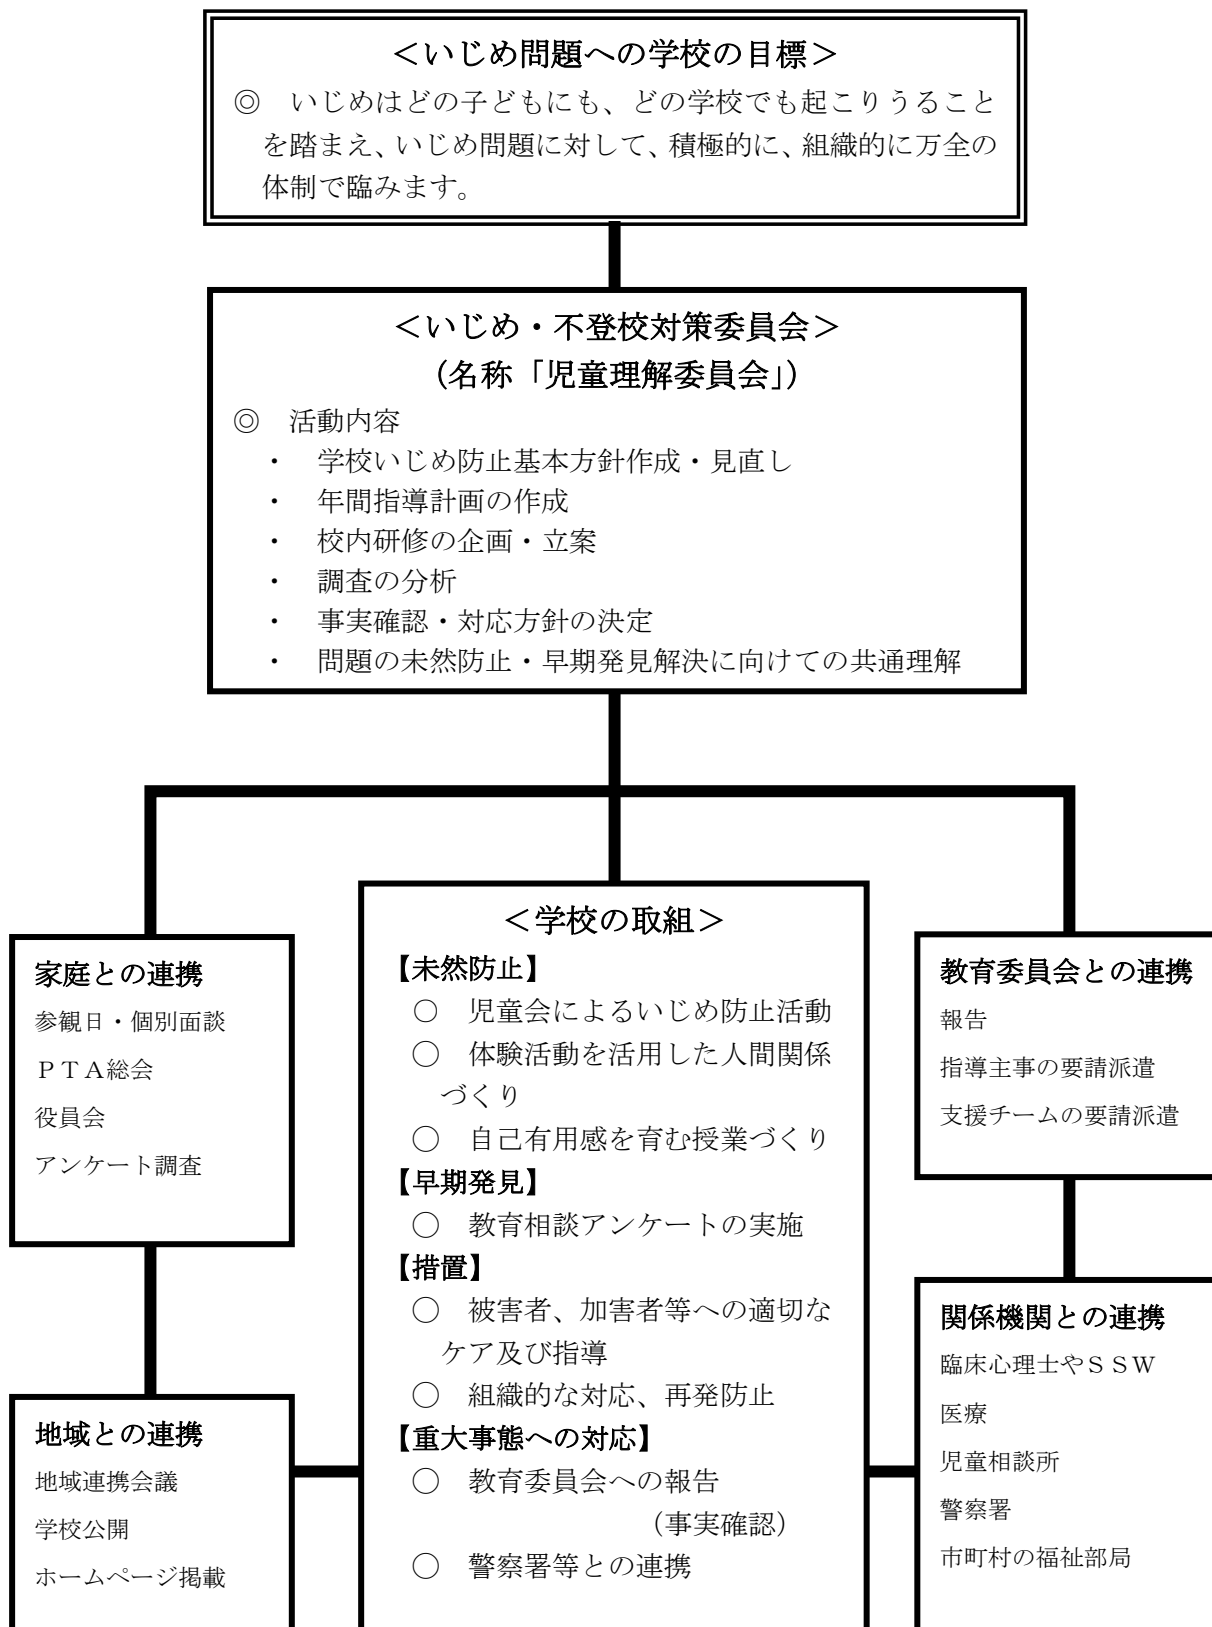 ＜いじめ問題への学校の目標＞
◎　いじめはどの子どもにも、どの学校でも起こりうること
を踏まえ、いじめ問題に対して、積極的に、組織的に万全の
体制で臨みます。
＜いじめ・不登校対策委員会＞
（名称「児童理解委員会」）
◎　活動内容
・　学校いじめ防止基本方針作成・見直し
・　年間指導計画の作成
・　校内研修の企画・立案
・　調査の分析
・　事実確認・対応方針の決定
・　問題の未然防止・早期発見解決に向けての共通理解
家庭との連携
参観日・個別面談
ＰＴＡ総会
役員会
アンケート調査
地域との連携
地域連携会議
学校公開
ホームページ掲載
＜学校の取組＞
【未然防止】
○　児童会によるいじめ防止活動
○　体験活動を活用した人間関係
づくり
○　自己有用感を育む授業づくり
【早期発見】
○　教育相談アンケートの実施
【措置】
○　被害者、加害者等への適切な
ケア及び指導
○　組織的な対応、再発防止
【重大事態への対応】
○　教育委員会への報告
（事実確認）
○　警察署等との連携
教育委員会との連携
報告
指導主事の要請派遣
支援チームの要請派遣
関係機関との連携
臨床心理士やＳＳＷ
医療
児童相談所
警察署
市町村の福祉部局